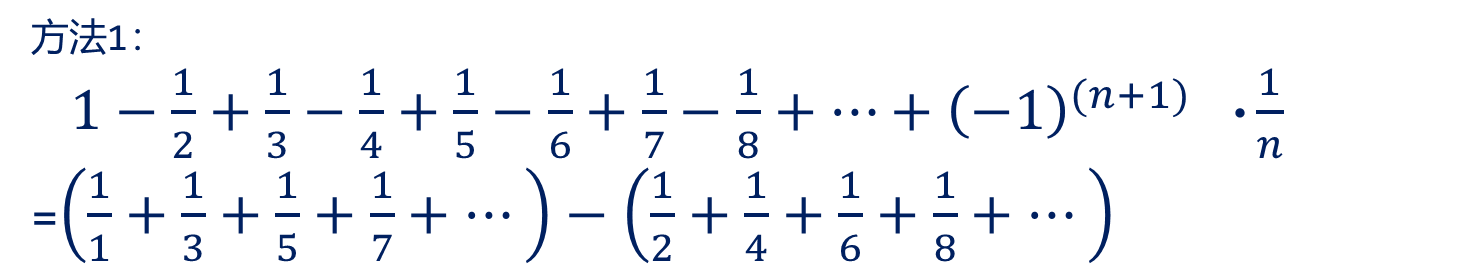 方法1：
1 − 1/2 + 1/3 − 1/4 + 1/5 − 1/6 + 1/7 − 1/8 + ⋯ + (−1)^(n+1) · 1/n
=(1/1 + 1/3 + 1/5 + 1/7 + ⋯) − (1/2 + 1/4 + 1/6 + 1/8 + ⋯)